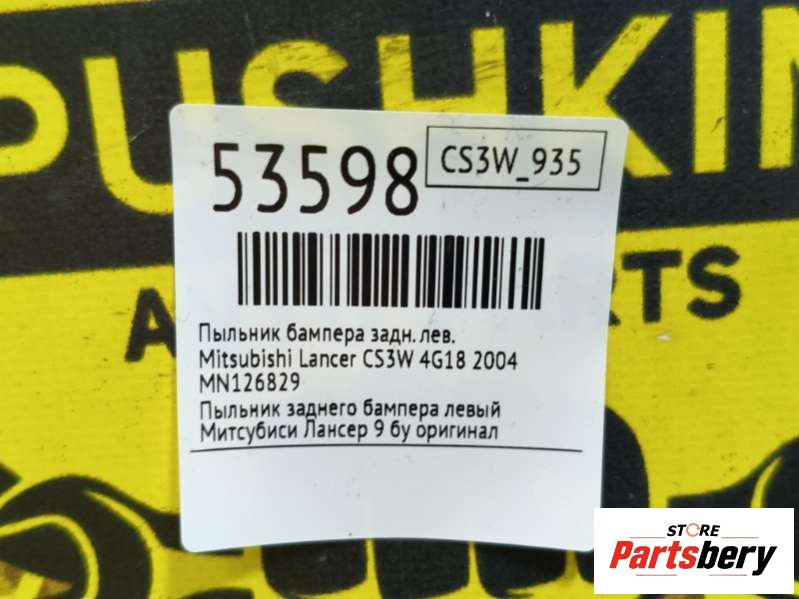 PUSHKIN
53598
CS3W_935
Пыльник бампера задн. лев.
Mitsubishi Lancer CS3W 4G18 2004
MN126829
Пыльник заднего бампера левый
Митсубиси Лансер 9 бу оригинал
STORE
Partsbery